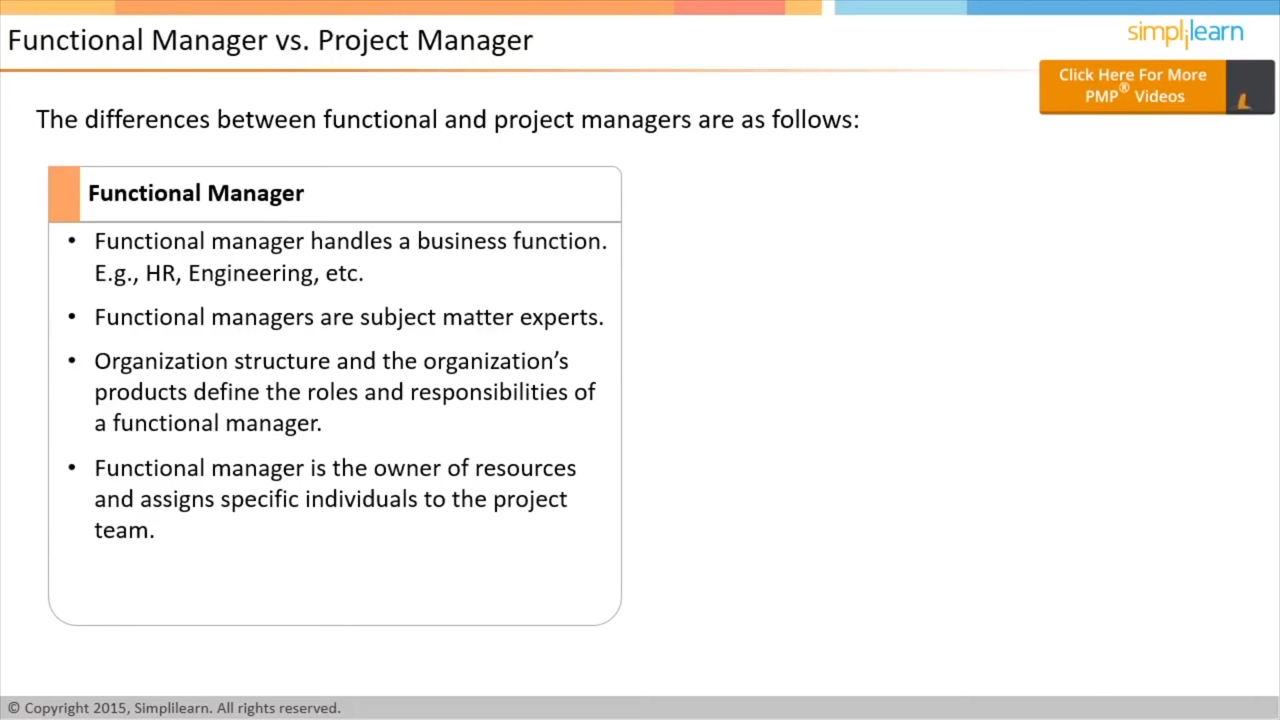 Functional Manager vs. Project Manager
simplilearn
Click Here For More
PMP® Videos
The differences between functional and project managers are as follows:
Functional Manager
• Functional manager handles a business function.
E.g., HR, Engineering, etc.
• Functional managers are subject matter experts.
• Organization structure and the organization’s
products define the roles and responsibilities of
a functional manager.
• Functional manager is the owner of resources
and assigns specific individuals to the project
team.
© Copyright 2015, Simplilearn. All rights reserved.